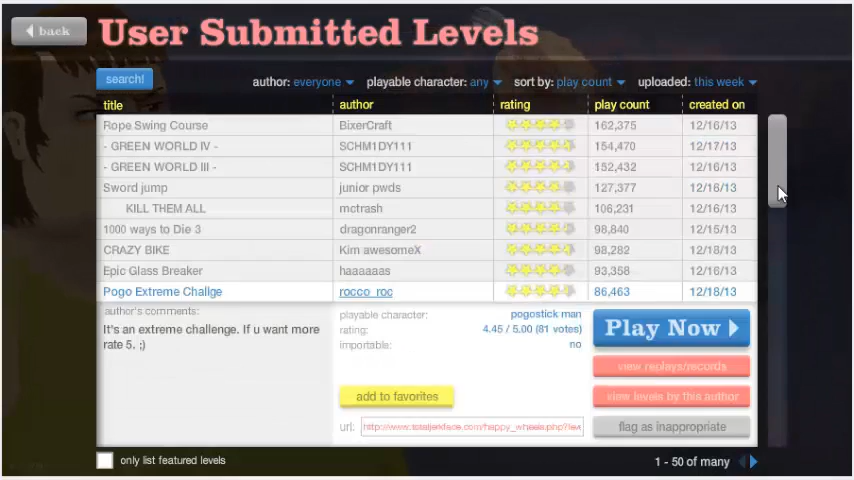 back
User Submitted Levels
search!
author: everyone playable character: any sort by: play count uploaded: this week
title author rating play count created on
Rope Swing Course BixerCraft 162,375 12/16/13
- GREEN WORLD IV - SCHM1DY111 154,470 12/17/13
- GREEN WORLD III - SCHM1DY111 152,432 12/16/13
Sword jump junior pwds 127,377 12/16/13
KILL THEM ALL mctrash 106,231 12/16/13
1000 ways to Die 3 dragonranger2 98,840 12/15/13
CRAZY BIKE Kim awesomeX 98,282 12/18/13
Epic Glass Breaker haaaaaas 93,358 12/16/13
Pogo Extreme Challge rocco_roc 86,463 12/18/13
author's comments:
It's an extreme challenge. If u want more
rate 5. ;)
playable character: pogostick man
rating: 4.45 / 5.00 (81 votes)
importable: no
Play Now
view replays/records
add to favorites
view levels by this author
url: http://www.totaljerkface.com/happy_wheels.php?leve
flag as inappropriate
only list featured levels
1 - 50 of many